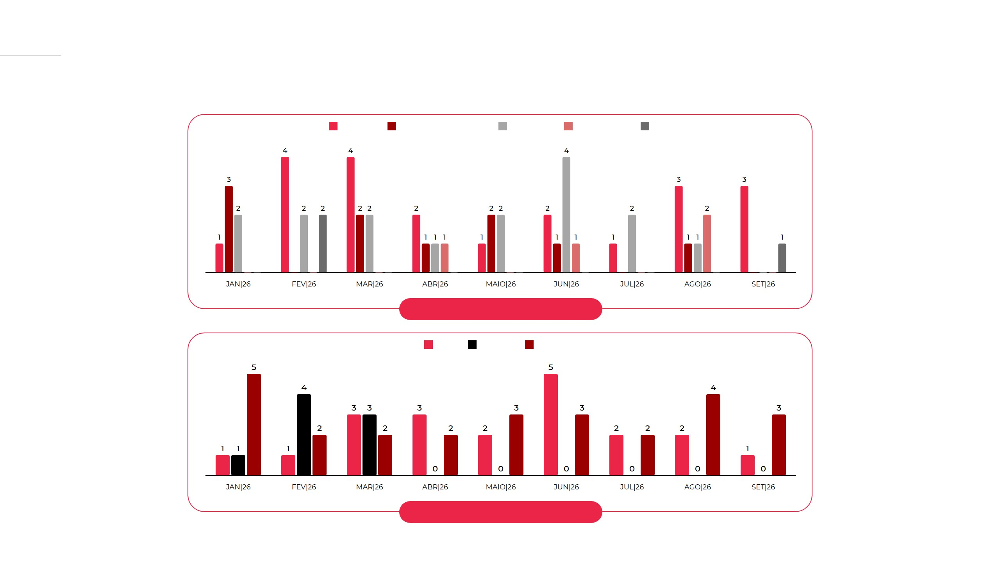 4 4 4
3 3 3
2 2 2 2 2 2 2 2 2 2 2
1 1 1 1 1 1 1 1 1 1 1
JAN|26 FEV|26 MAR|26 ABR|26 MAIO|26 JUN|26 JUL|26 AGO|26 SET|26
5 5
4 4
3 3 3 3 3 3
2 2 2 2 2 2 2
1 1 1 1
0 0 0 0 0 0
JAN|26 FEV|26 MAR|26 ABR|26 MAIO|26 JUN|26 JUL|26 AGO|26 SET|26